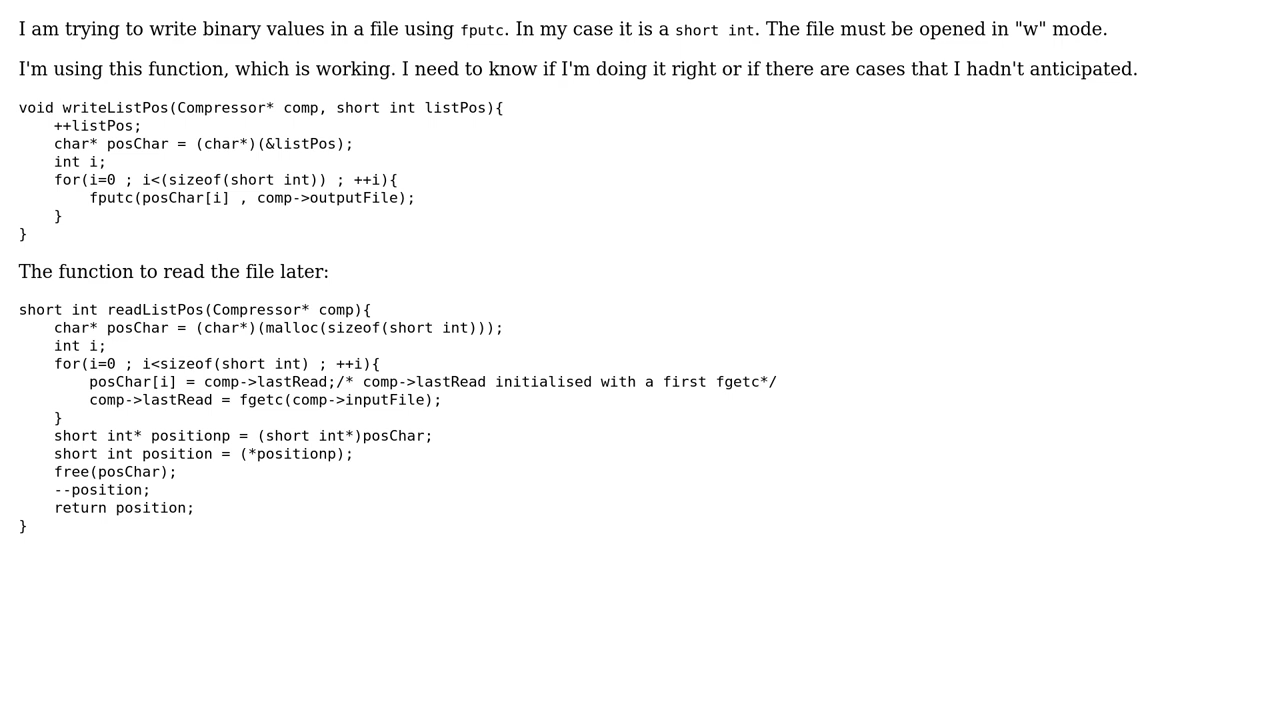 I am trying to write binary values in a file using fputc. In my case it is a short int. The file must be opened in "w" mode.
I'm using this function, which is working. I need to know if I'm doing it right or if there are cases that I hadn't anticipated.
void writeListPos(Compressor* comp, short int listPos){
    ++listPos;
    char* posChar = (char*)(&listPos);
    int i;
    for(i=0 ; i<(sizeof(short int)) ; ++i){
        fputc(posChar[i] , comp->outputFile);
    }
}
The function to read the file later:
short int readListPos(Compressor* comp){
    char* posChar = (char*)(malloc(sizeof(short int)));
    int i;
    for(i=0 ; i<sizeof(short int) ; ++i){
        posChar[i] = comp->lastRead;/* comp->lastRead initialised with a first fgetc*/
        comp->lastRead = fgetc(comp->inputFile);
    }
    short int* positionp = (short int*)posChar;
    short int position = (*positionp);
    free(posChar);
    --position;
    return position;
}